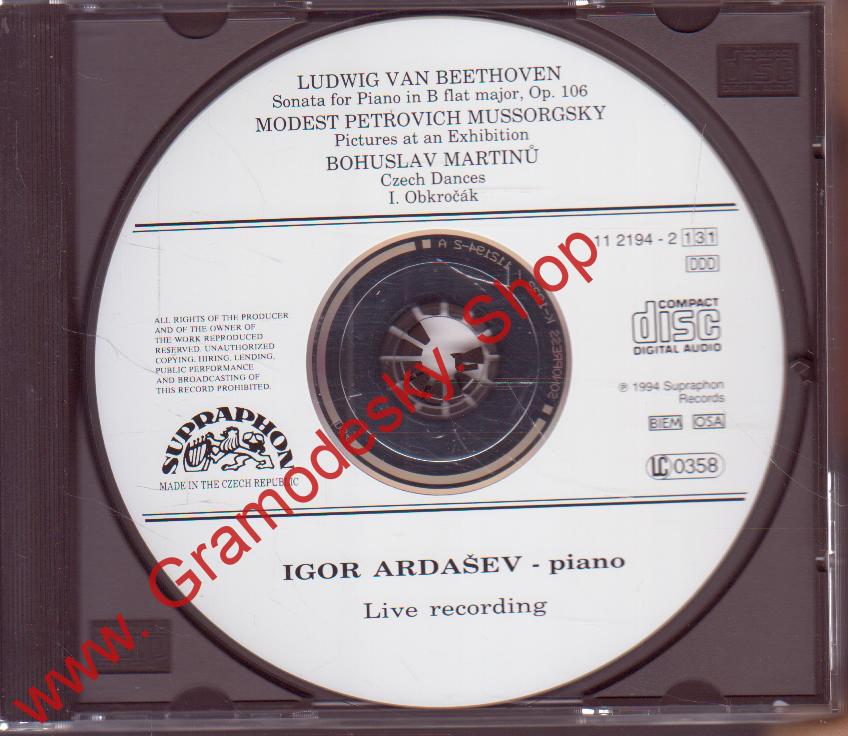 LUDWIG VAN BEETHOVEN
Sonata for Piano in B flat major, Op. 106
MODEST PETROVICH MUSSORGSKY
Pictures at an Exhibition
BOHUSLAV MARTINŮ
Czech Dances
I. Obkročák
11 2194 - 2 131
DDD
COMPACT
disc
DIGITAL AUDIO
ALL RIGHTS OF THE PRODUCER
AND OF THE OWNER OF
THE WORK REPRODUCED
RESERVED. UNAUTHORIZED
COPYING, HIRING, LENDING,
PUBLIC PERFORMANCE
AND BROADCASTING OF
THIS RECORD PROHIBITED.
℗ 1994 Supraphon
Records
BIEM OSA
SUPRAPHON
MADE IN THE CZECH REPUBLIC
LC 0358
IGOR ARDAŠEV - piano
Live recording
www. Gramodesky. Shop